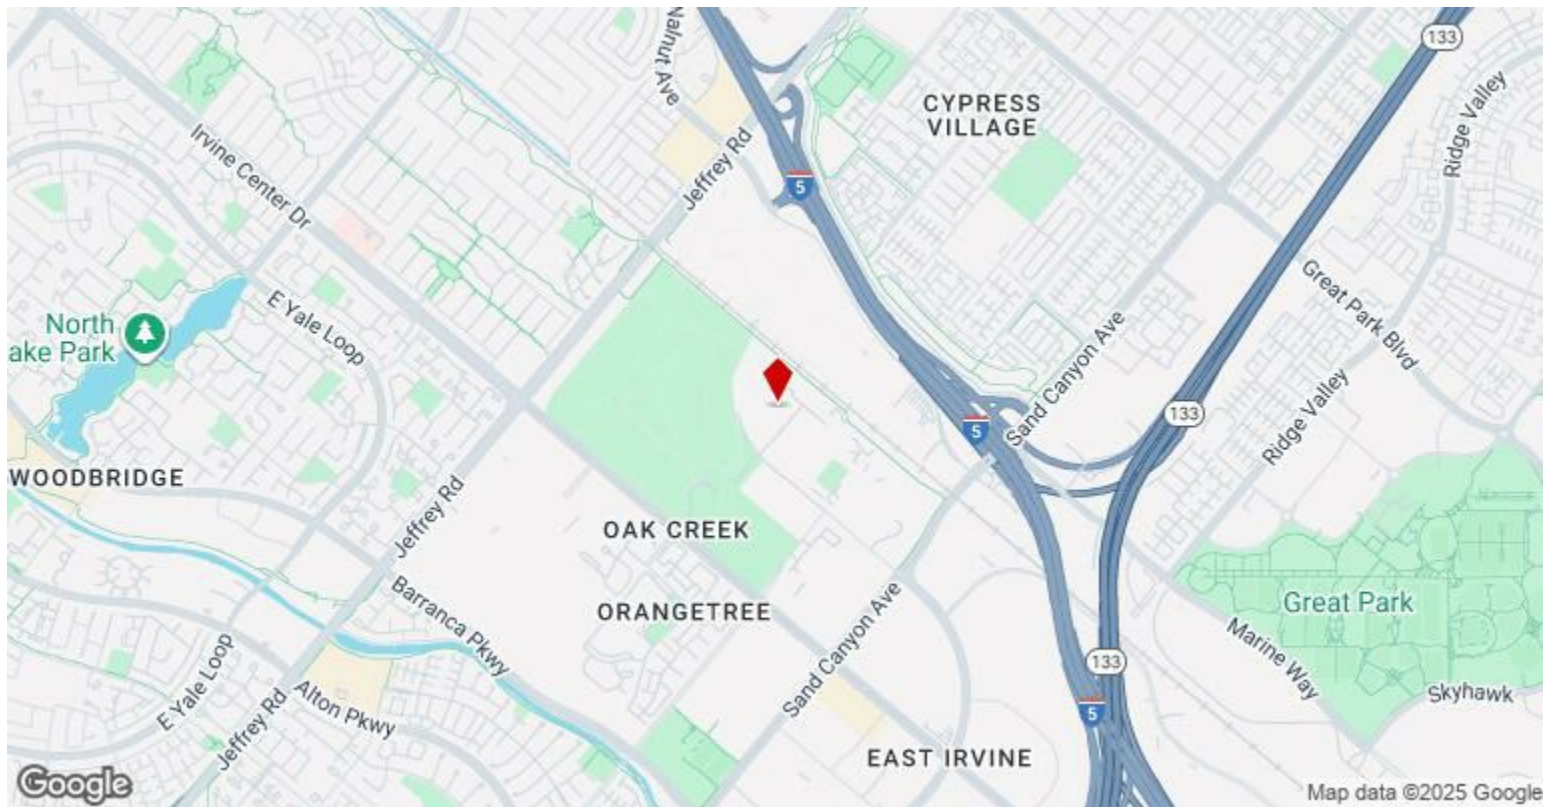 133
Walnut Ave
CYPRESS
VILLAGE
Ridge Valley
Irvine Center Dr
Jeffrey Rd
5
Great Park Blvd
E Yale Loop
North
ake Park
Sand Canyon Ave
133
5
Ridge Valley
WOODBRIDGE
Jeffrey Rd
OAK CREEK
ORANGETREE
Great Park
Barranca Pkwy
Sand Canyon Ave
Marine Way
133
E Yale Loop
Skyhawk
Alton Pkwy
5
Jeffrey Rd
EAST IRVINE
Google
Map data ©2025 Google